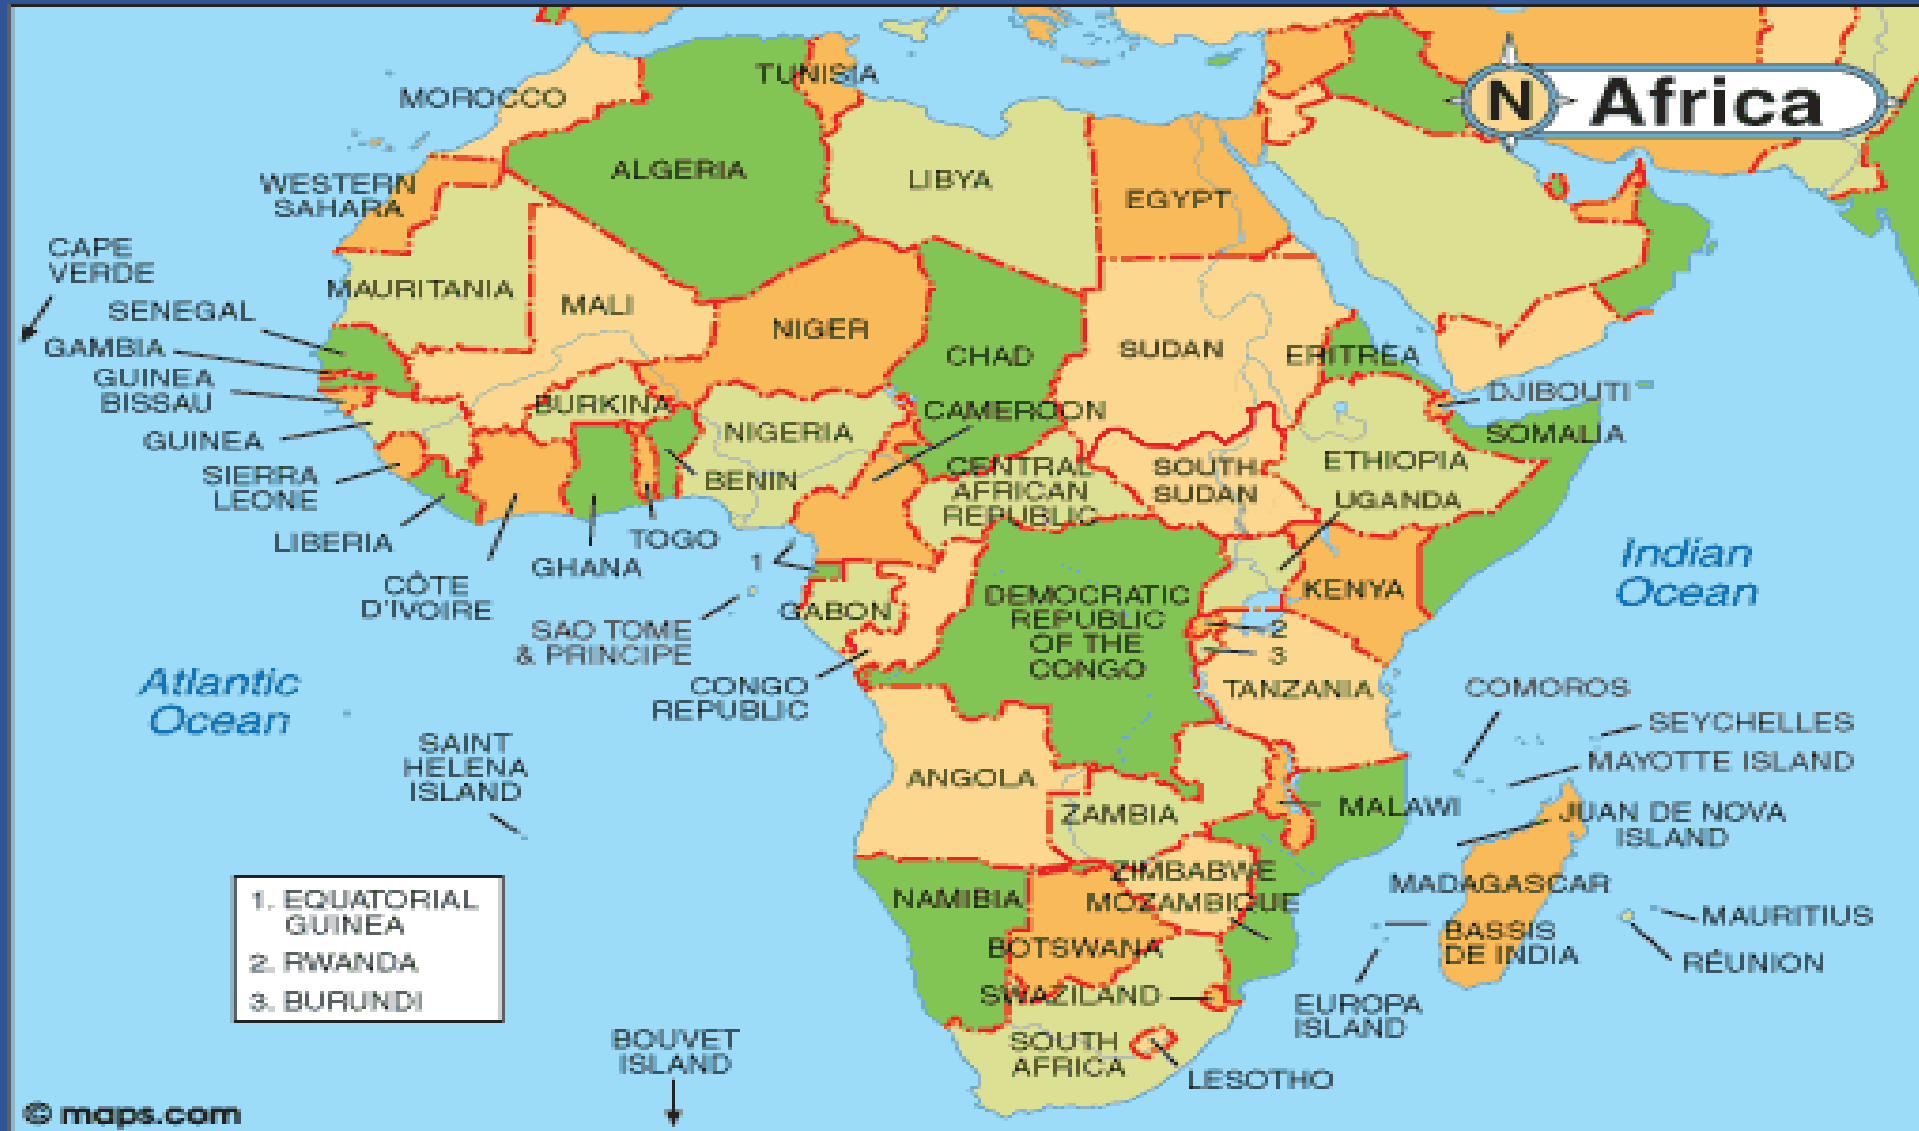 N Africa
TUNISIA
MOROCCO
ALGERIA
LIBYA
EGYPT
WESTERN
SAHARA
CAPE
VERDE
MAURITANIA
MALI
NIGER
CHAD
SUDAN
ERITREA
SENEGAL
GAMBIA
GUINEA
BISSAU
GUINEA
SIERRA
LEONE
LIBERIA
CÔTE
D'IVOIRE
BURKINA
GHANA
TOGO
BENIN
NIGERIA
CAMEROON
CENTRAL
AFRICAN
REPUBLIC
SOUTH
SUDAN
ETHIOPIA
DJIBOUTI
SOMALIA
UGANDA
KENYA
Indian
Ocean
1
GABON
SAO TOME
& PRINCIPE
CONGO
REPUBLIC
DEMOCRATIC
REPUBLIC
OF THE
CONGO
2
3
TANZANIA
Atlantic
Ocean
SAINT
HELENA
ISLAND
COMOROS
SEYCHELLES
MAYOTTE ISLAND
JUAN DE NOVA
ISLAND
ANGOLA
ZAMBIA
MALAWI
ZIMBABWE
MOZAMBIQUE
MADAGASCAR
NAMIBIA
BOTSWANA
BASSIS
DE INDIA
MAURITIUS
RÉUNION
EUROPA
ISLAND
SWAZILAND
SOUTH
AFRICA
LESOTHO
1. EQUATORIAL
GUINEA
2. RWANDA
3. BURUNDI
BOUVET
ISLAND
© maps.com